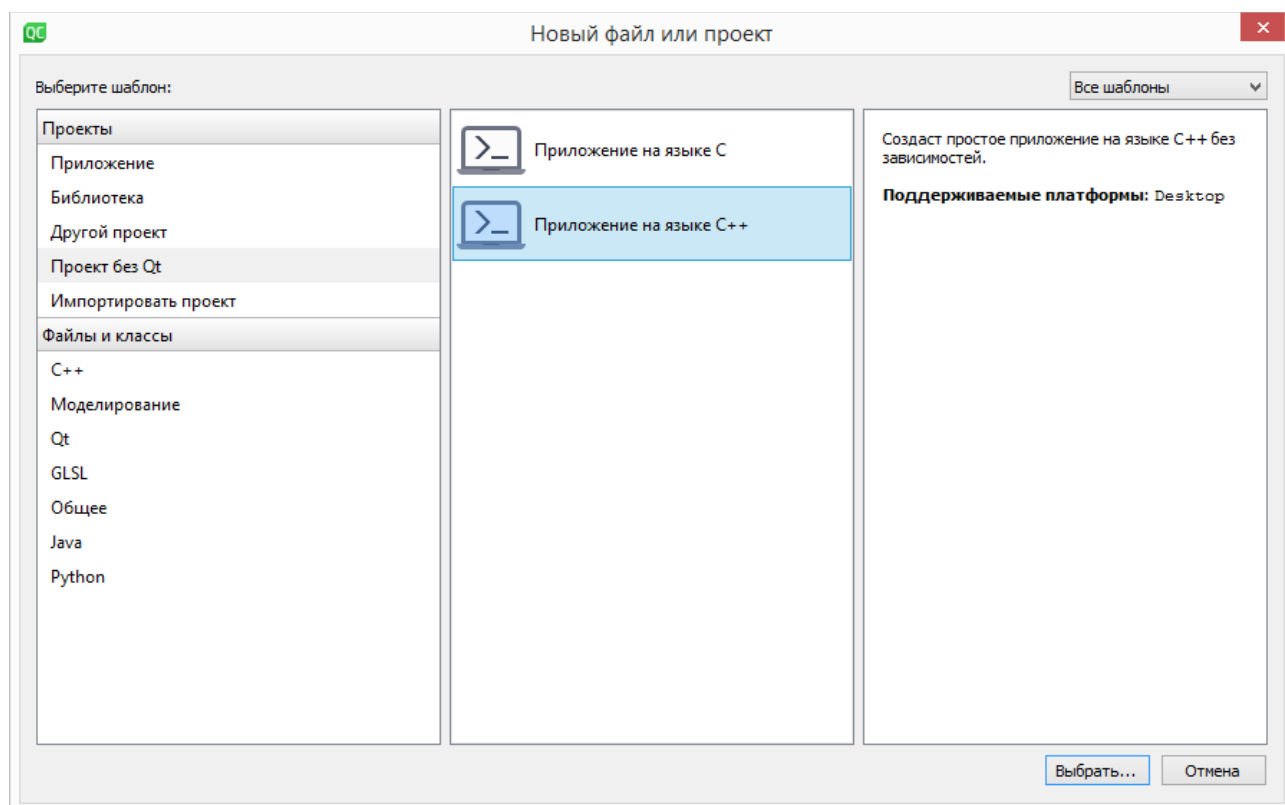 QC
Новый файл или проект
Выберите шаблон:
Все шаблоны
Проекты
Приложение
Библиотека
Другой проект
Проект без Qt
Импортировать проект
Файлы и классы
C++
Моделирование
Qt
GLSL
Общее
Java
Python
Приложение на языке C
Приложение на языке C++
Создаст простое приложение на языке C++ без
зависимостей.
Поддерживаемые платформы: Desktop
Выбрать...
Отмена